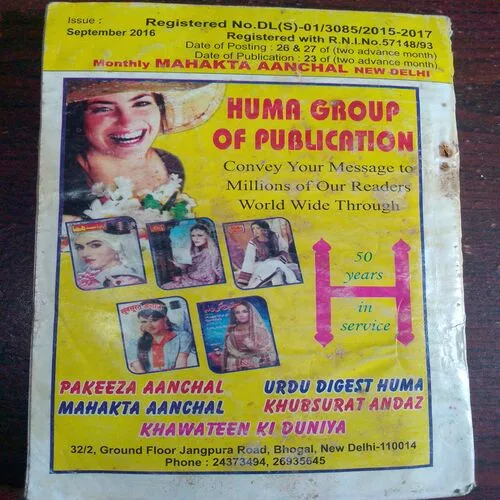 Issue :
September 2016
Registered No.DL(S)-01/3085/2015-2017
Registered with R.N.I.No.57148/93
Date of Posting : 26 & 27 of (two advance month)
Date of Publication : 23 of (two advance month)
Monthly MAHAKTA AANCHAL NEW DELHI
HUMA GROUP
OF PUBLICATION
Convey Your Message to
Millions of Our Readers
World Wide Through
50
years
in
service
PAKEEZA AANCHAL
URDU DIGEST HUMA
MAHAKTA AANCHAL
KHUBSURAT ANDAZ
KHAWATEEN KI DUNIYA
32/2, Ground Floor Jangpura Road, Bhogal, New Delhi-110014
Phone : 24373494, 26935645